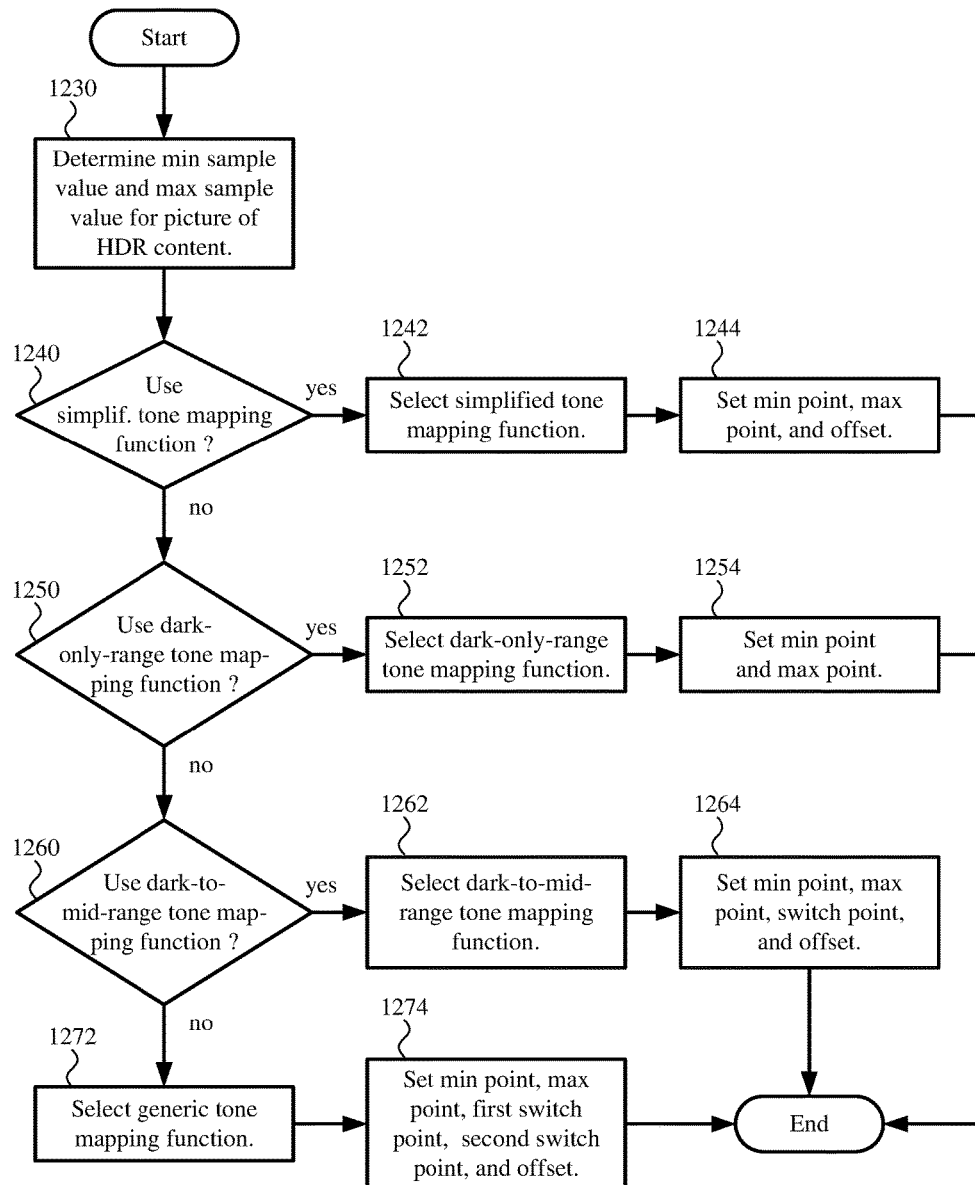 Start
1230
Determine min sample
value and max sample
value for picture of
HDR content.
1240
Use
simplif. tone mapping
function ?
yes
1242
Select simplified tone
mapping function.
1244
Set min point, max
point, and offset.
no
1250
Use dark-
only-range tone map-
ping function ?
yes
1252
Select dark-only-range
tone mapping function.
1254
Set min point
and max point.
no
1260
Use dark-to-
mid-range tone map-
ping function ?
yes
1262
Select dark-to-mid-
range tone mapping
function.
1264
Set min point, max
point, switch point,
and offset.
no
1272
Select generic tone
mapping function.
1274
Set min point, max
point, first switch
point, second switch
point, and offset.
End